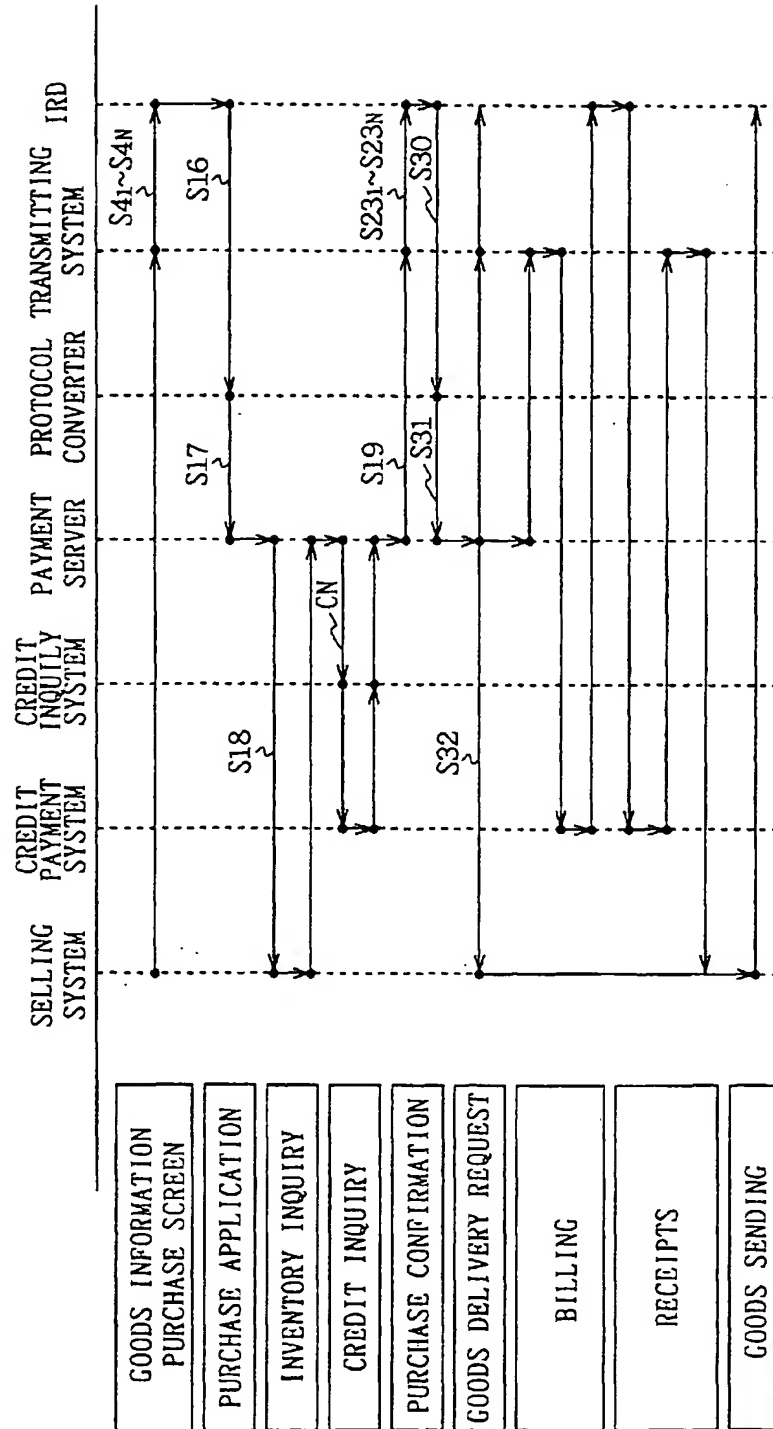 SELLING
SYSTEM
CREDIT
PAYMENT
SYSTEM
CREDIT
INQUILY
SYSTEM
PAYMENT
SERVER
PROTOCOL
CONVERTER
TRANSMITTING
SYSTEM
IRD
GOODS INFORMATION
PURCHASE SCREEN
S41~S4N
PURCHASE APPLICATION
S17
S16
INVENTORY INQUIRY
S18
CREDIT INQUIRY
CN
PURCHASE CONFIRMATION
S19
S231~S23N
S31
S30
GOODS DELIVERY REQUEST
S32
BILLING
RECEIPTS
GOODS SENDING